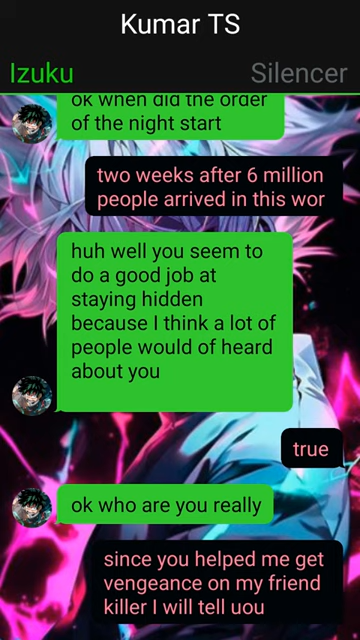 Kumar TS
Izuku Silencer
ok when did the order
of the night start
two weeks after 6 million
people arrived in this wor
huh well you seem to
do a good job at
staying hidden
because I think a lot of
people would of heard
about you
true
ok who are you really
since you helped me get
vengeance on my friend
killer I will tell you